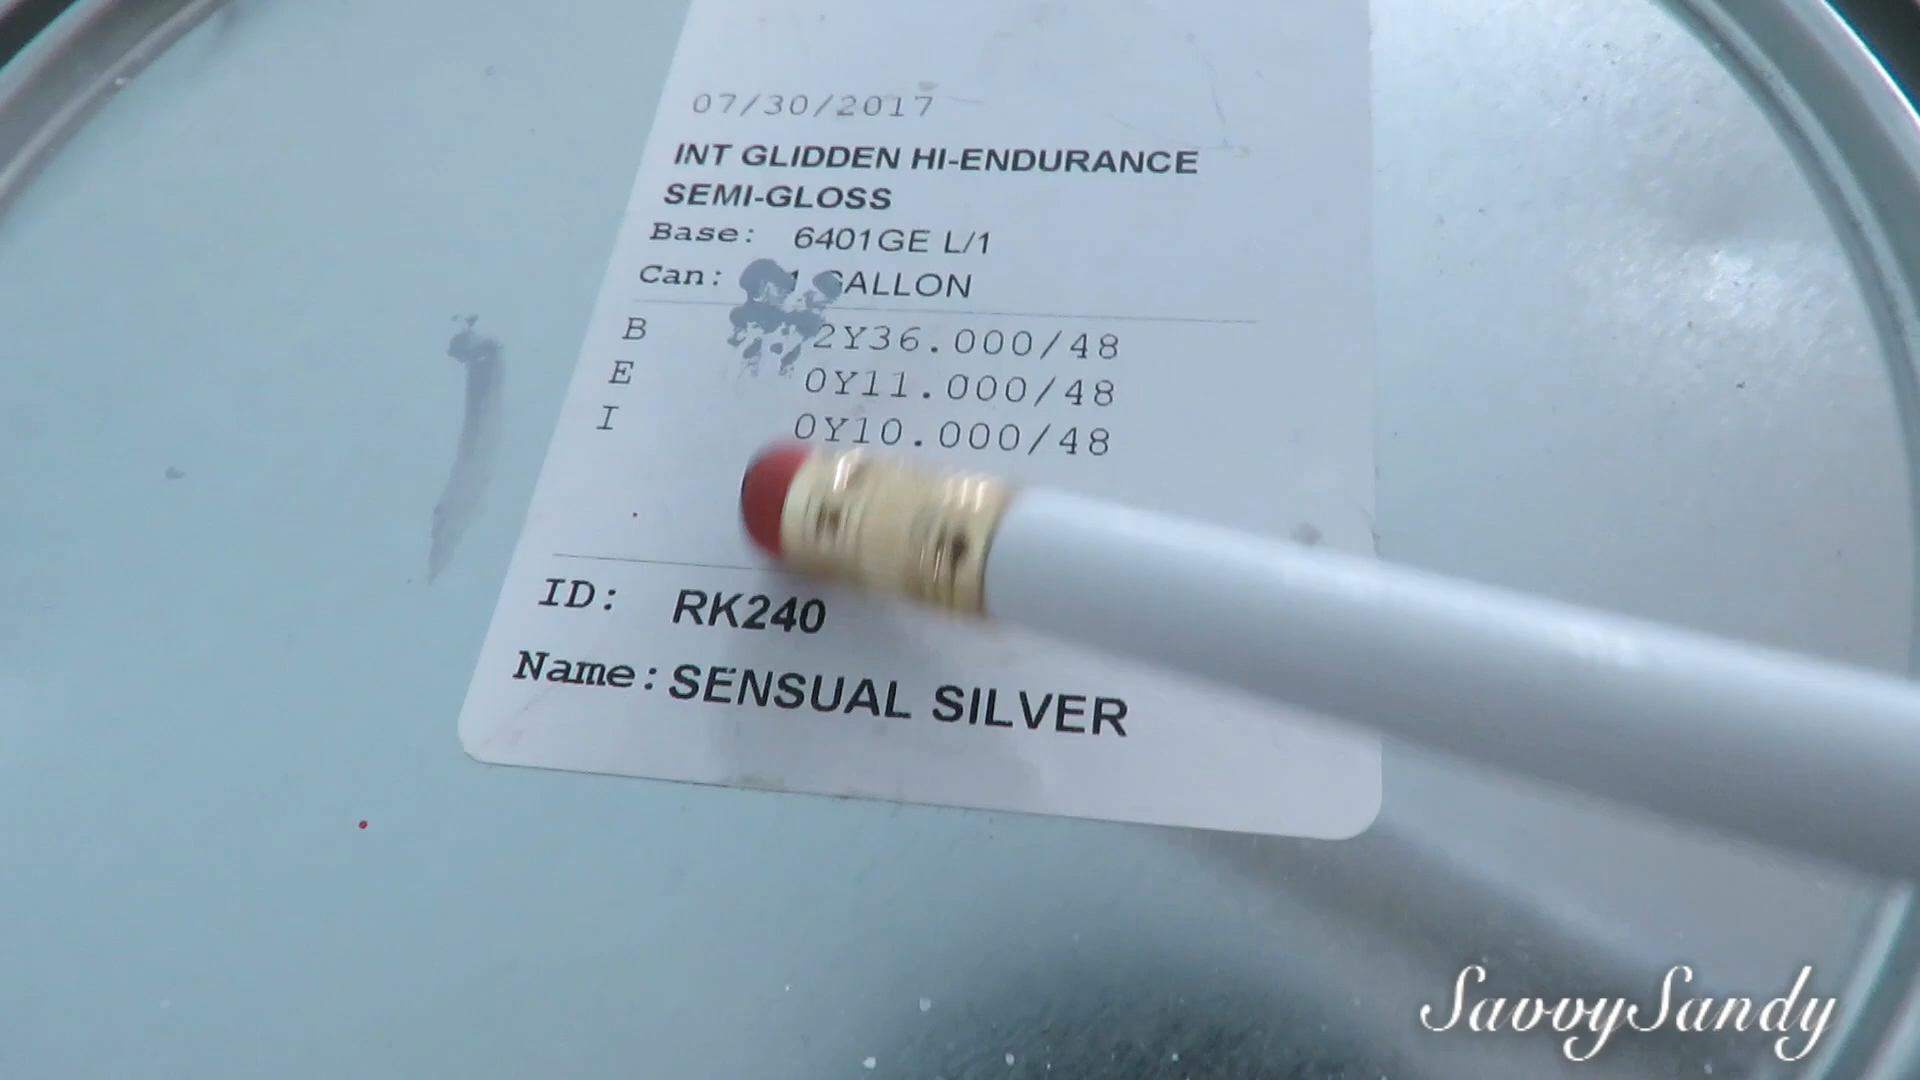 07/30/2017
INT GLIDDEN HI-ENDURANCE
SEMI-GLOSS
Base: 6401GE L/1
Can: 1 GALLON
B 2Y36.000/48
E 0Y11.000/48
I 0Y10.000/48
ID: RK240
Name: SENSUAL SILVER
SavvySandy